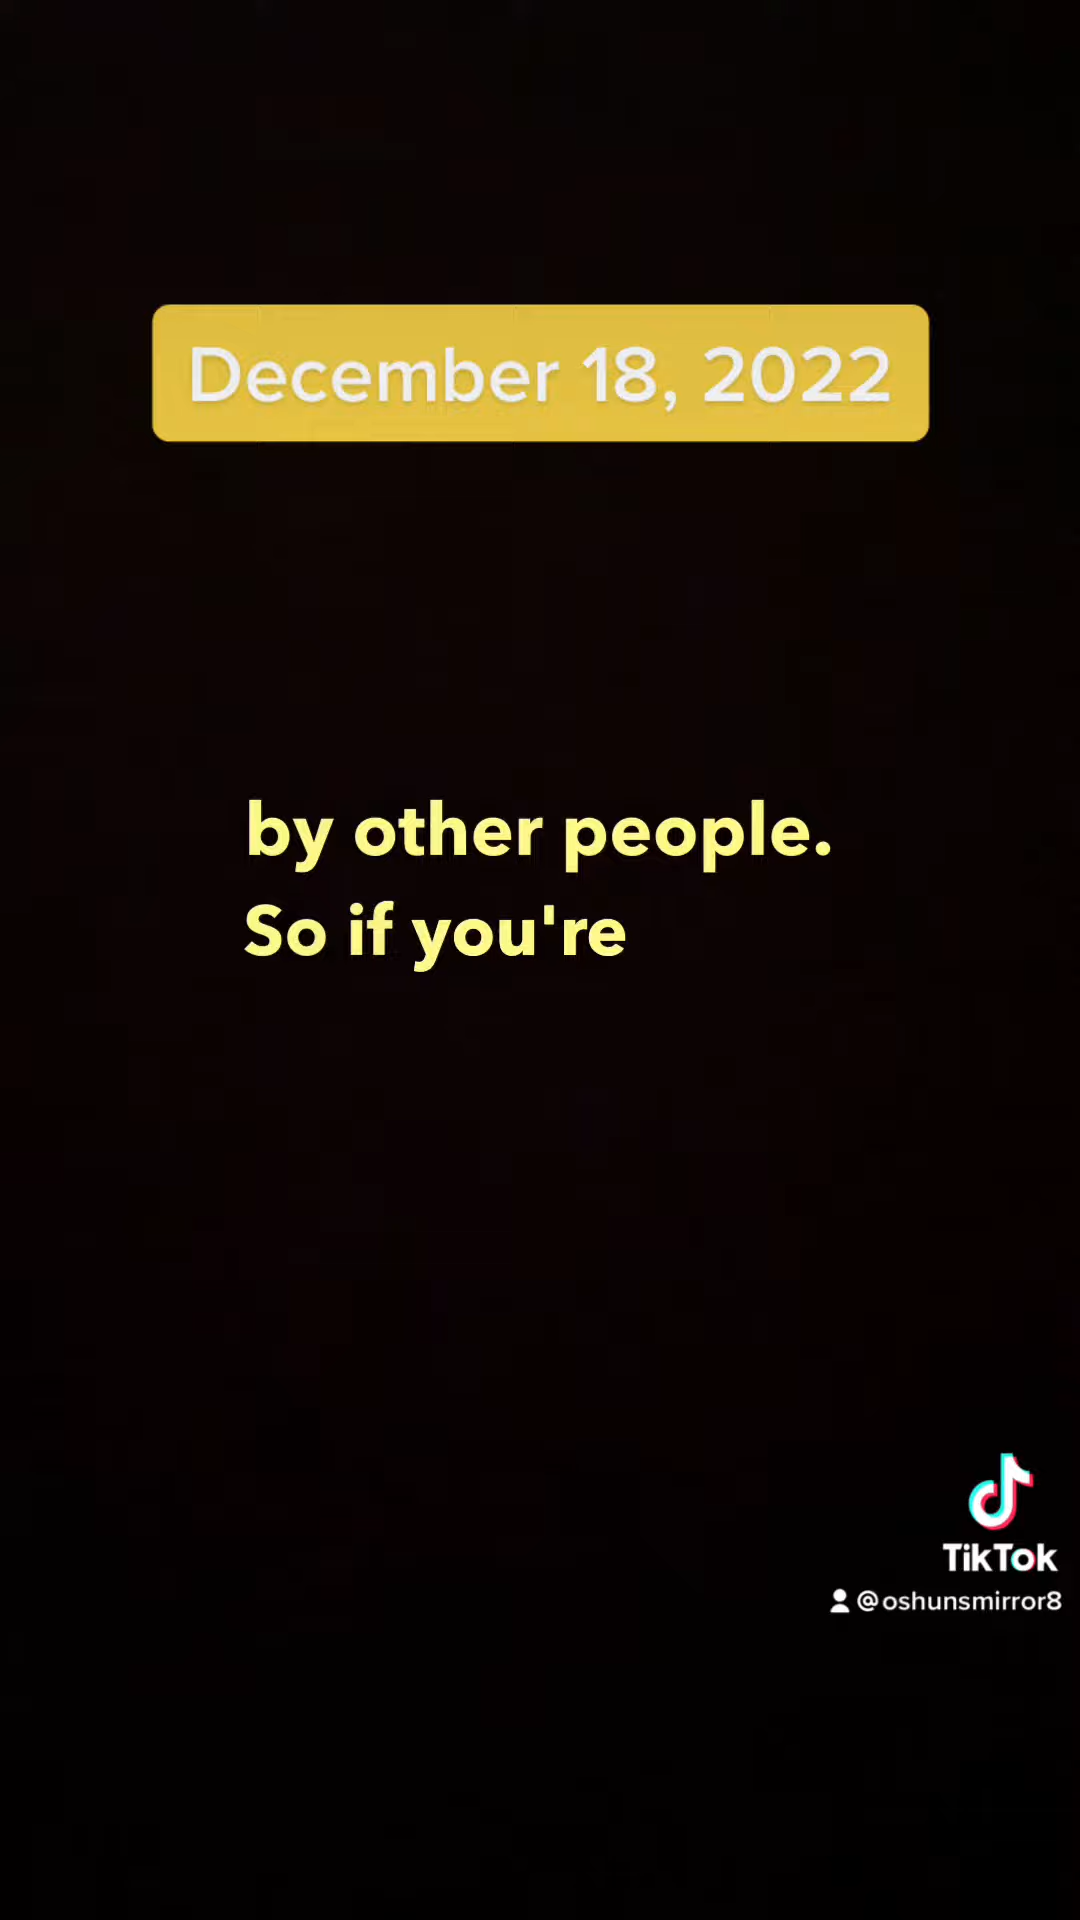 December 18, 2022
by other people.
So if you're
TikTok
@oshunsmirror8